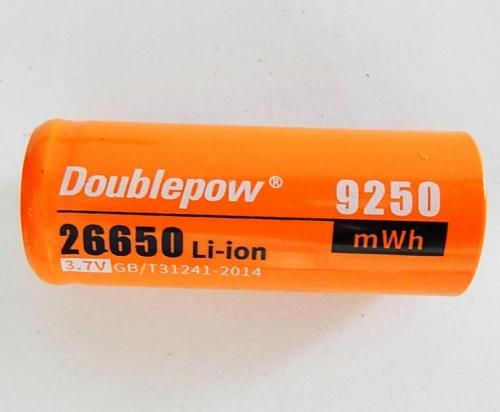 Doublepow®
9250
mWh
26650 Li-ion
3.7V GB/T31241-2014